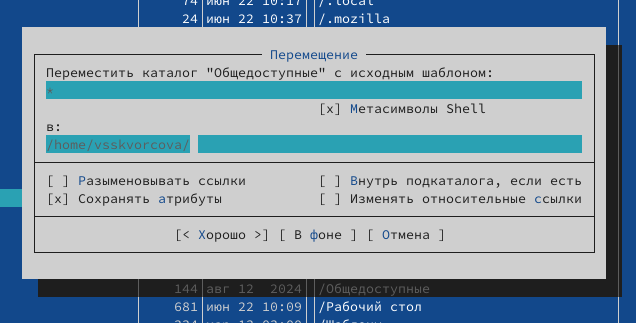 74 июн 22 10:17 /.local
24 июн 22 10:37 /.mozilla
Перемещение
Переместить каталог "Общедоступные" с исходным шаблоном:
*
[x] Метасимволы Shell
в:
/home/vsskvorcova/
[ ] Разыменовывать ссылки [ ] Внутрь подкаталога, если есть
[x] Сохранять атрибуты [ ] Изменять относительные ссылки
[< Хорошо >] [ В фоне ] [ Отмена ]
144 авг 12 2024 /Общедоступные
681 июн 22 10:09 /Рабочий стол